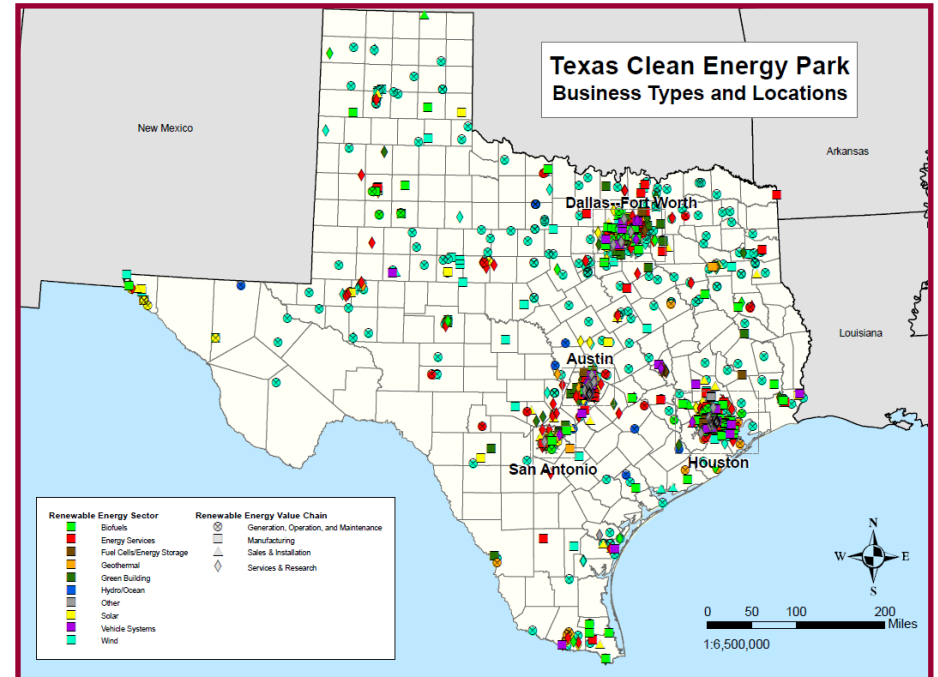 Texas Clean Energy Park
Business Types and Locations
New Mexico
Arkansas
Dallas--Fort Worth
Louisiana
Austin
San Antonio
Houston
Renewable Energy Sector
Biofuels
Energy Services
Fuel Cells/Energy Storage
Geothermal
Green Building
Hydro/Ocean
Other
Solar
Vehicle Systems
Wind
Renewable Energy Value Chain
Generation, Operation, and Maintenance
Manufacturing
Sales & Installation
Services & Research
N
W
E
S
0 50 100 200
Miles
1:6,500,000